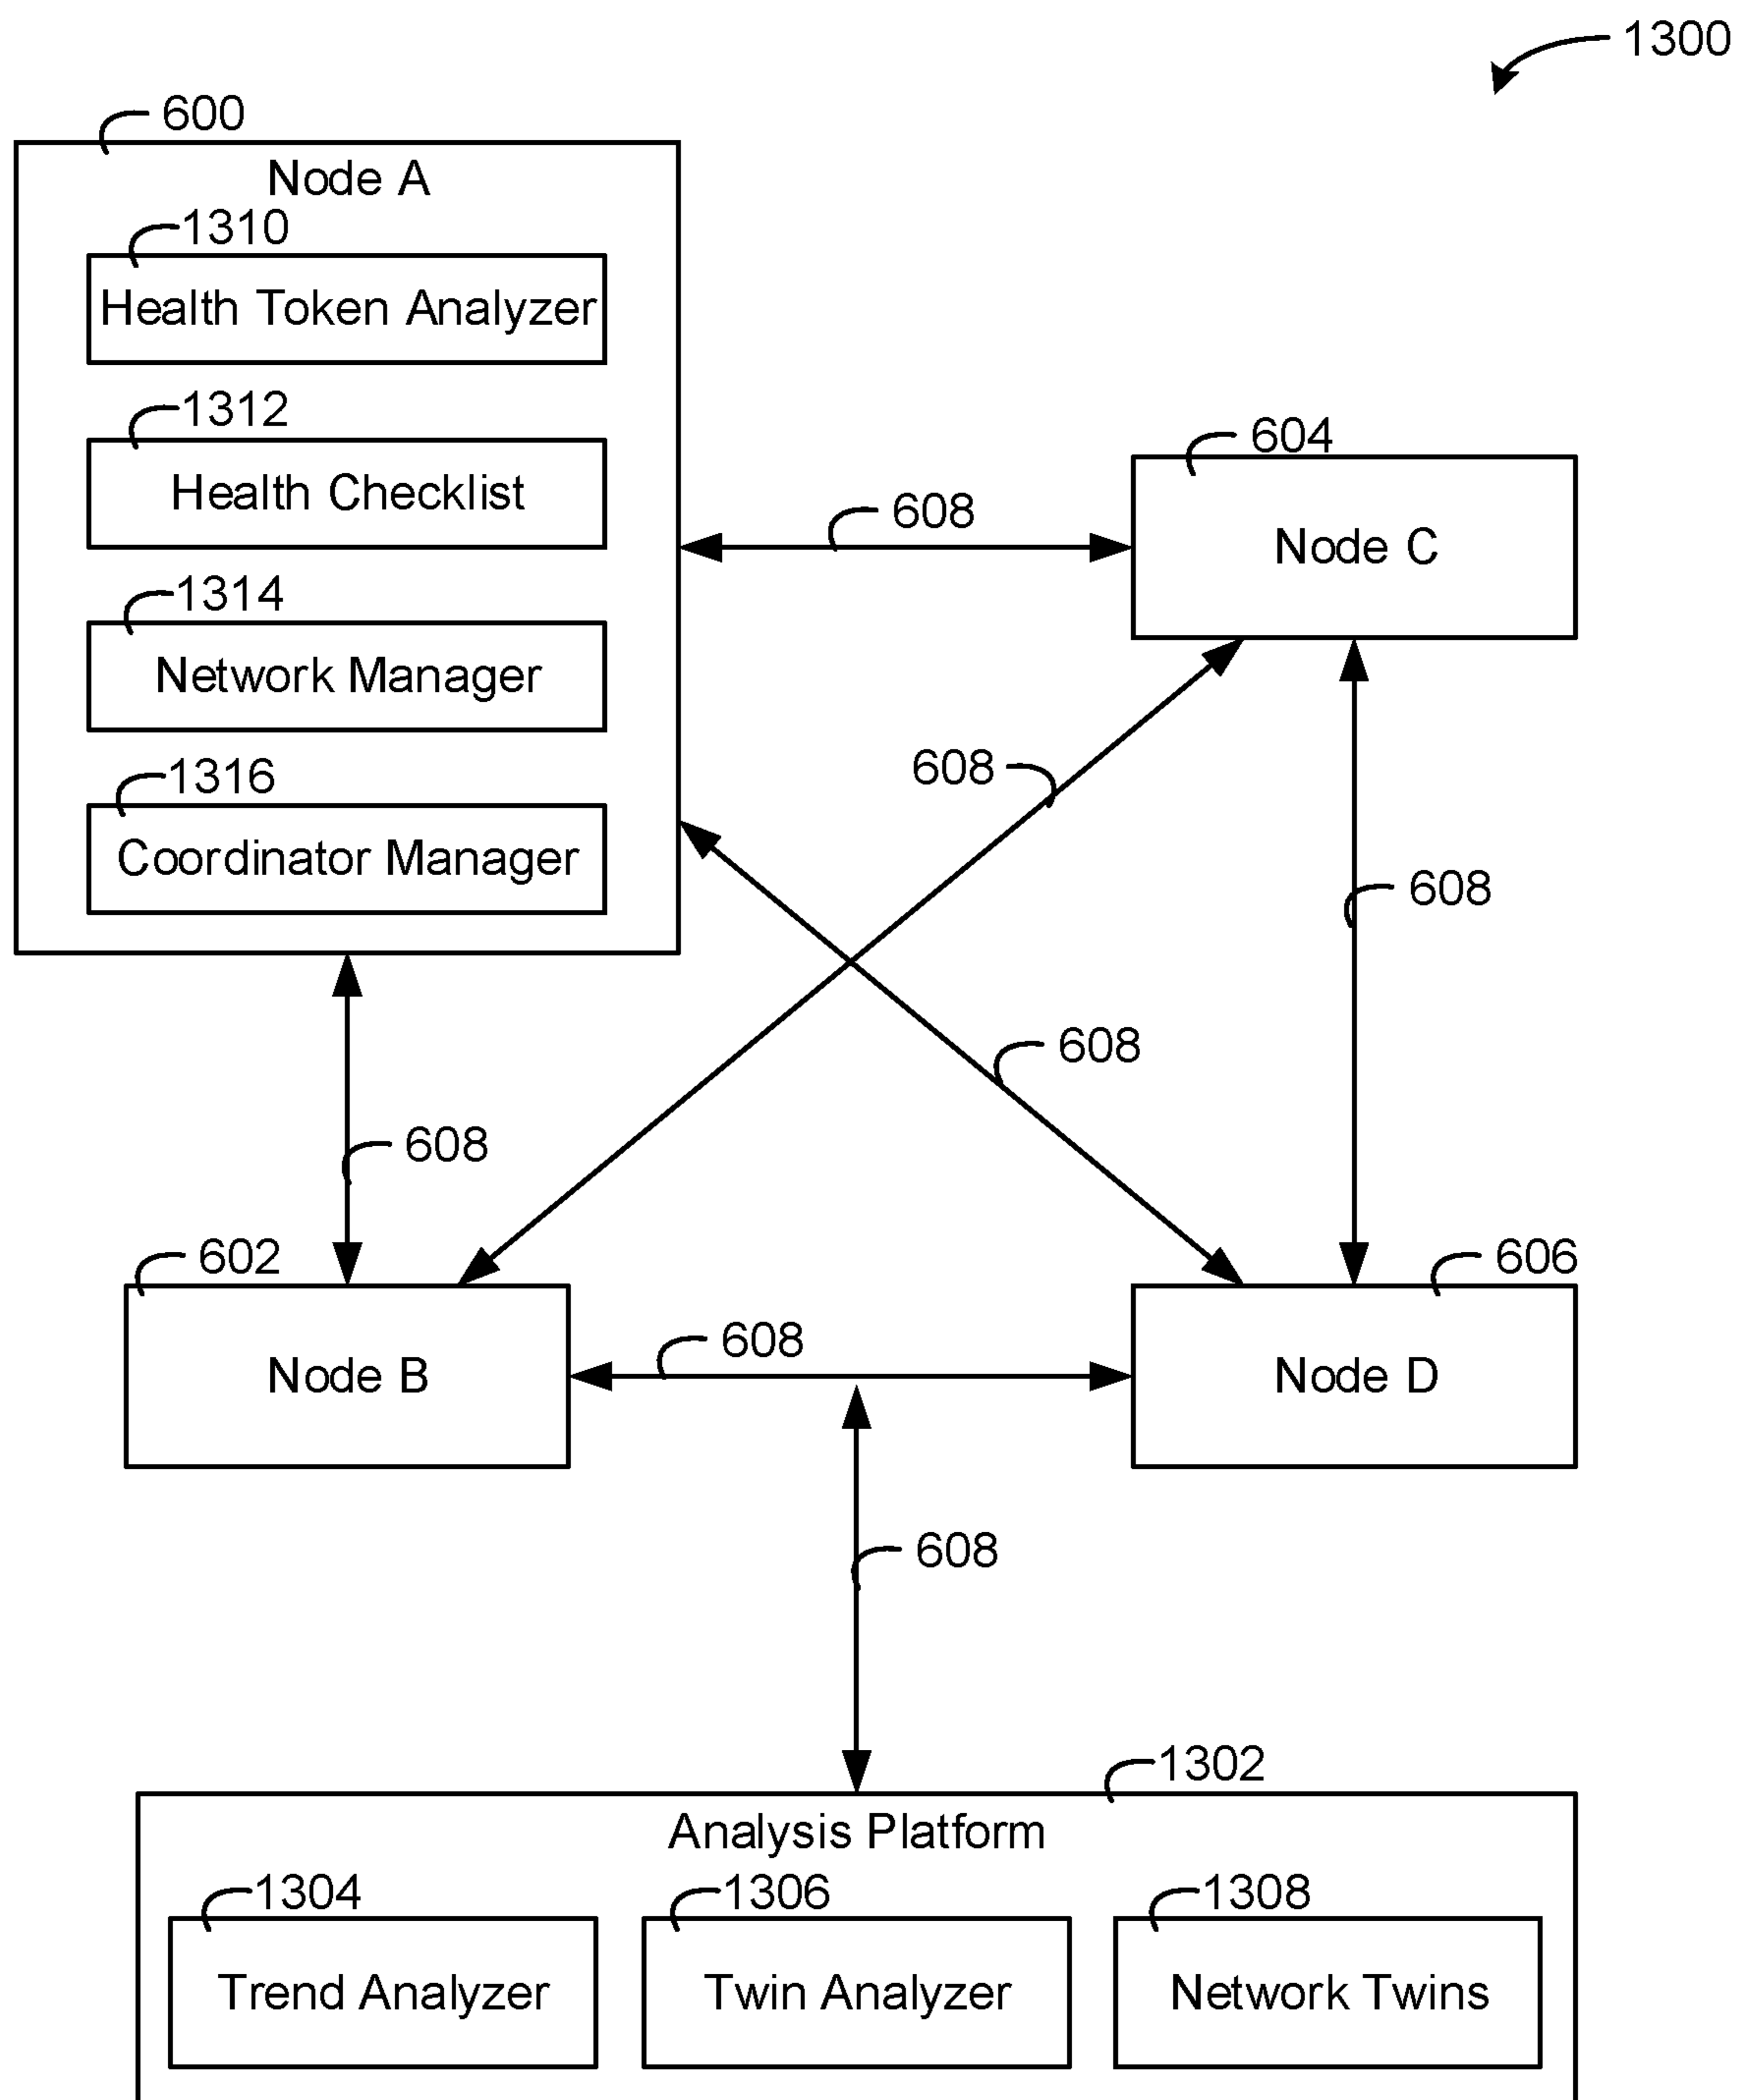 1300
600
Node A
1310
Health Token Analyzer
1312
Health Checklist
1314
Network Manager
1316
Coordinator Manager
604
Node C
608
608
608
608
608
602
Node B
606
Node D
608
608
1302
Analysis Platform
1304
Trend Analyzer
1306
Twin Analyzer
1308
Network Twins